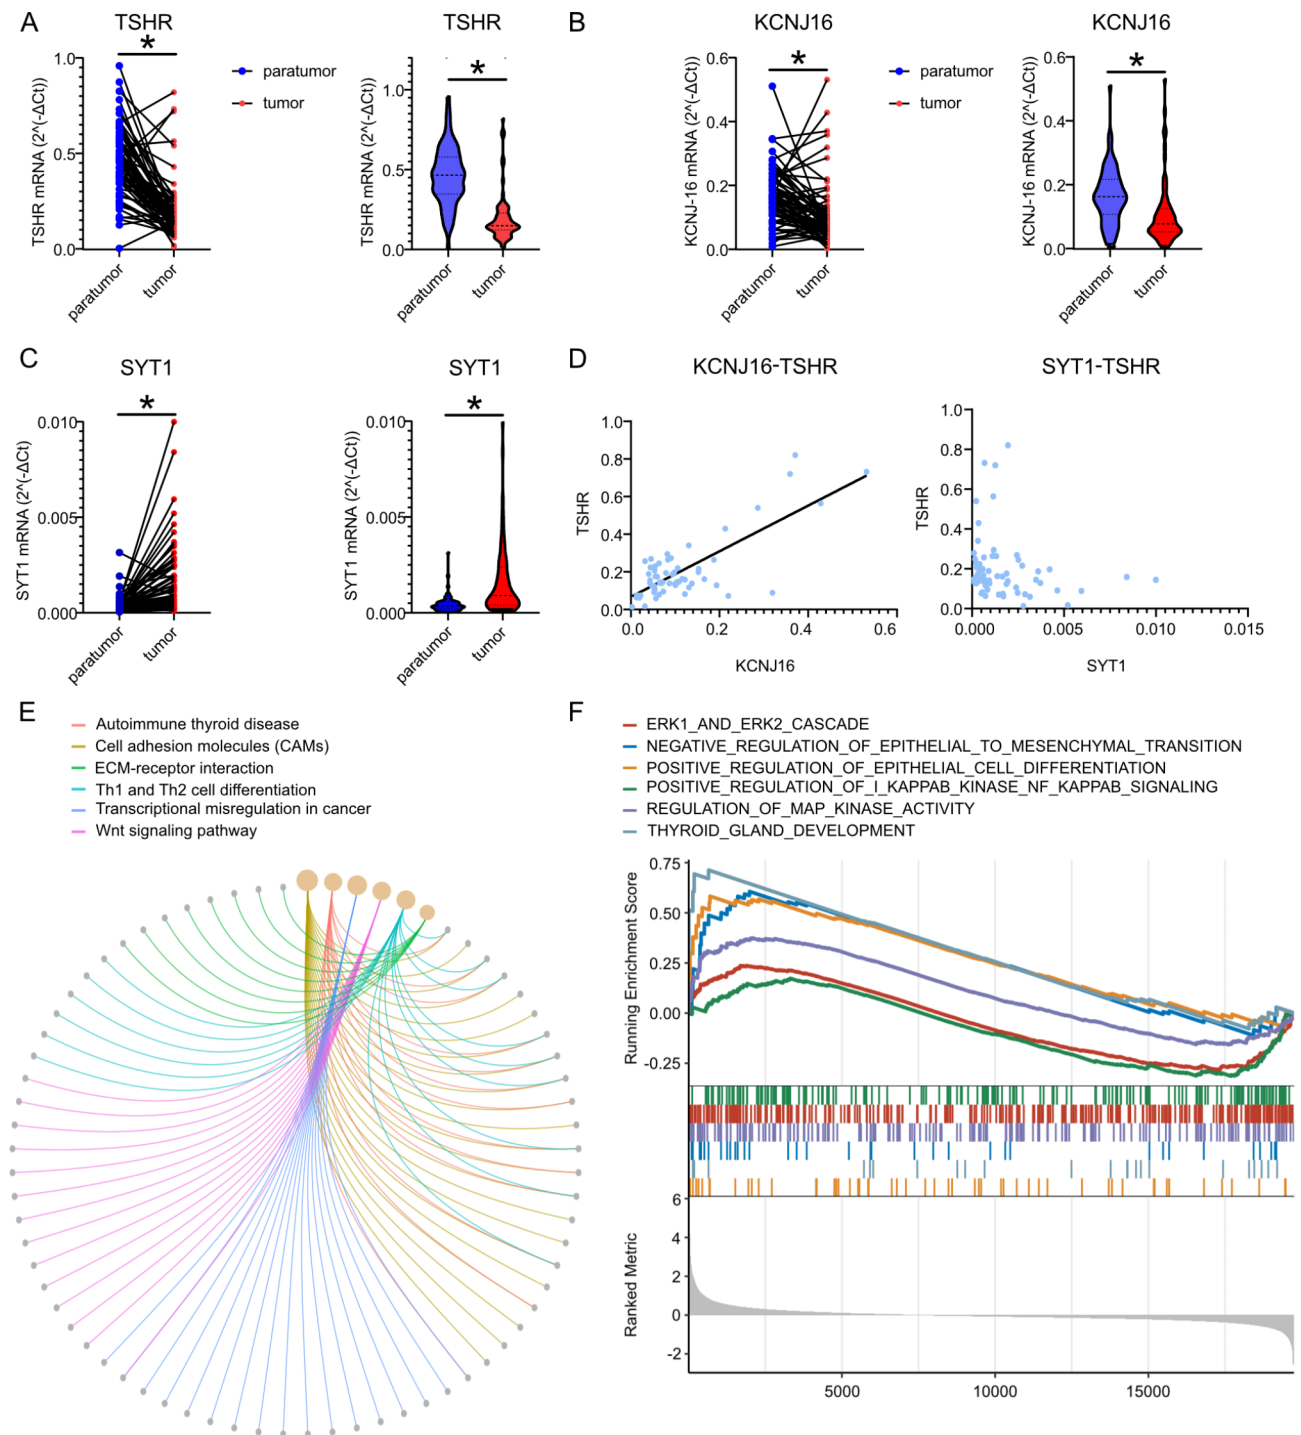 A
TSHR
*
TSHR mRNA (2^(-ΔCt))
1.0
0.5
0.0
paratumor
tumor
paratumor
tumor
TSHR
*
TSHR mRNA (2^(-ΔCt))
1.0
0.5
0.0
paratumor
tumor
B
KCNJ16
*
KCNJ-16 mRNA (2^(-ΔCt))
0.6
0.4
0.2
0.0
paratumor
tumor
paratumor
tumor
KCNJ16
*
KCNJ-16 mRNA (2^(-ΔCt))
0.6
0.4
0.2
0.0
paratumor
tumor
C
SYT1
*
SYT1 mRNA (2^(-ΔCt)
0.010
0.005
0.000
paratumor
tumor
SYT1
*
SYT1 mRNA (2^(-ΔCt))
0.010
0.005
0.000
paratumor
tumor
D
KCNJ16-TSHR
TSHR
1.0
0.8
0.6
0.4
0.2
0.0
0.0
0.2
0.4
0.6
KCNJ16
SYT1-TSHR
TSHR
1.0
0.8
0.6
0.4
0.2
0.0
0.000
0.005
0.010
0.015
SYT1
E
Autoimmune thyroid disease
Cell adhesion molecules (CAMs)
ECM-receptor interaction
Th1 and Th2 cell differentiation
Transcriptional misregulation in cancer
Wnt signaling pathway
F
ERK1_AND_ERK2_CASCADE
NEGATIVE_REGULATION_OF_EPITHELIAL_TO_MESENCHYMAL_TRANSITION
POSITIVE_REGULATION_OF_EPITHELIAL_CELL_DIFFERENTIATION
POSITIVE_REGULATION_OF_I_KAPPAB_KINASE_NF_KAPPAB_SIGNALING
REGULATION_OF_MAP_KINASE_ACTIVITY
THYROID_GLAND_DEVELOPMENT
Running Enrichment Score
0.75
0.50
0.25
0.00
-0.25
Ranked Metric
6
4
2
0
-2
5000
10000
15000